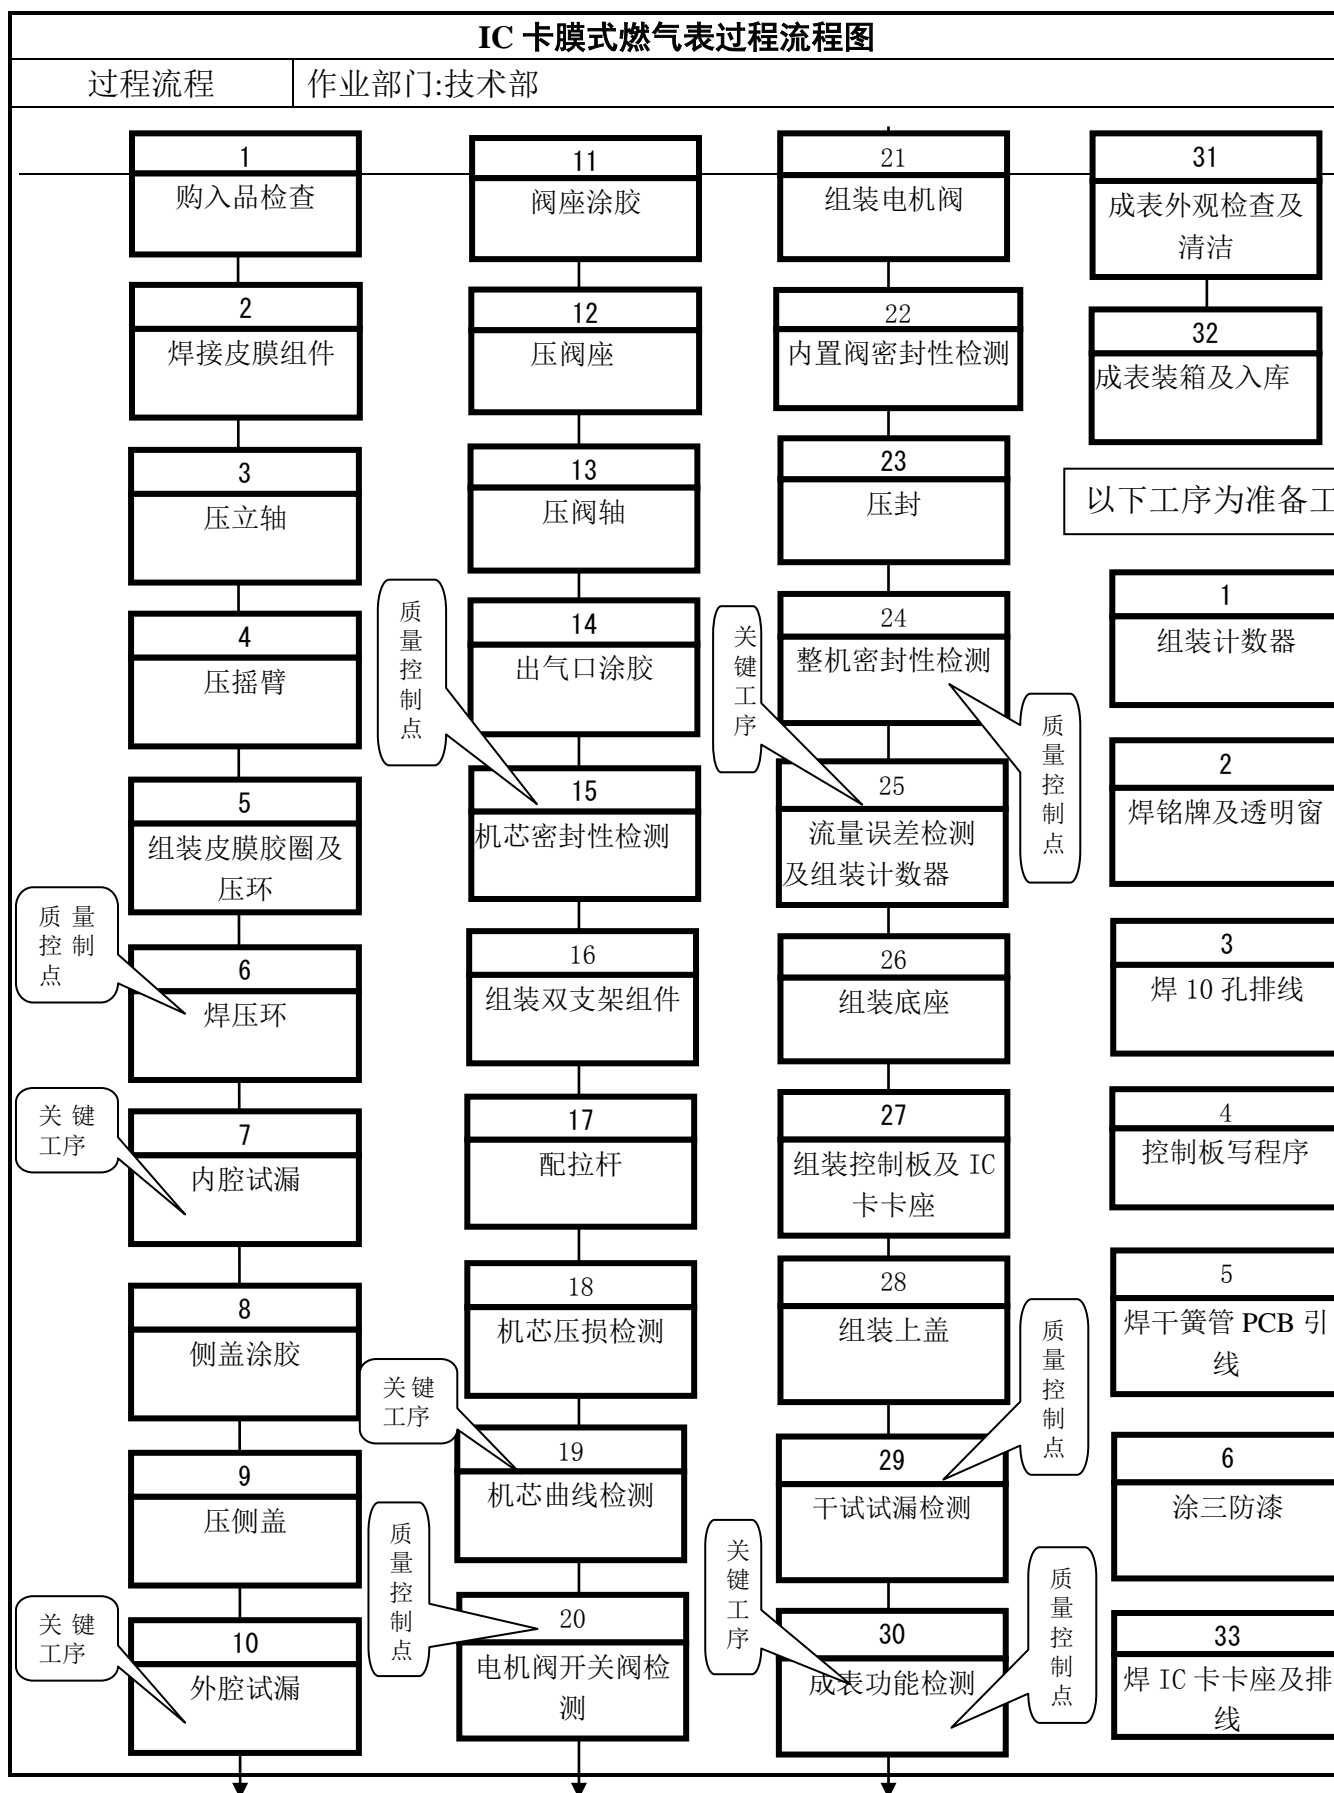 IC 卡膜式燃气表过程流程图
过程流程
作业部门:技术部
1
购入品检查
2
焊接皮膜组件
3
压立轴
4
压摇臂
5
组装皮膜胶圈及
压环
质 量
控 制
点
6
焊压环
关 键
工序
7
内腔试漏
8
侧盖涂胶
9
压侧盖
关 键
工序
10
外腔试漏
11
阀座涂胶
12
压阀座
13
压阀轴
质
量
控
制
点
14
出气口涂胶
15
机芯密封性检测
16
组装双支架组件
17
配拉杆
18
机芯压损检测
关键
工序
19
机芯曲线检测
质
量
控
制
点
20
电机阀开关阀检
测
21
组装电机阀
22
内置阀密封性检测
23
压封
24
整机密封性检测
质
量
控
制
点
关
键
工
序
25
流量误差检测
及组装计数器
26
组装底座
27
组装控制板及 IC
卡卡座
28
组装上盖
质
量
控
制
点
29
干试试漏检测
关
键
工
序
30
成表功能检测
质
量
控
制
点
31
成表外观检查及
清洁
32
成表装箱及入库
以下工序为准备工
1
组装计数器
2
焊铭牌及透明窗
3
焊 10 孔排线
4
控制板写程序
5
焊干簧管 PCB 引
线
6
涂三防漆
33
焊 IC 卡卡座及排
线